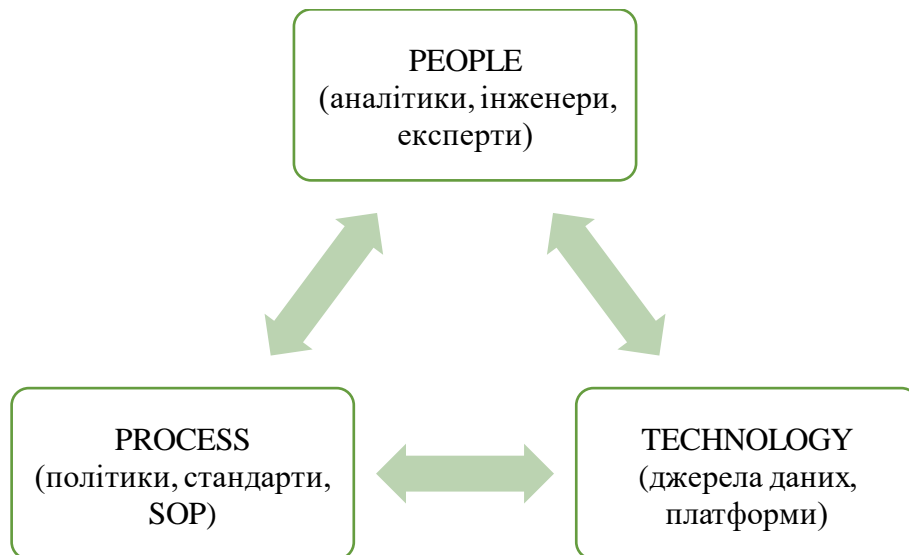 PEOPLE
(аналітики, інженери,
експерти)
PROCESS
(політики, стандарти,
SOP)
TECHNOLOGY
(джерела даних,
платформи)